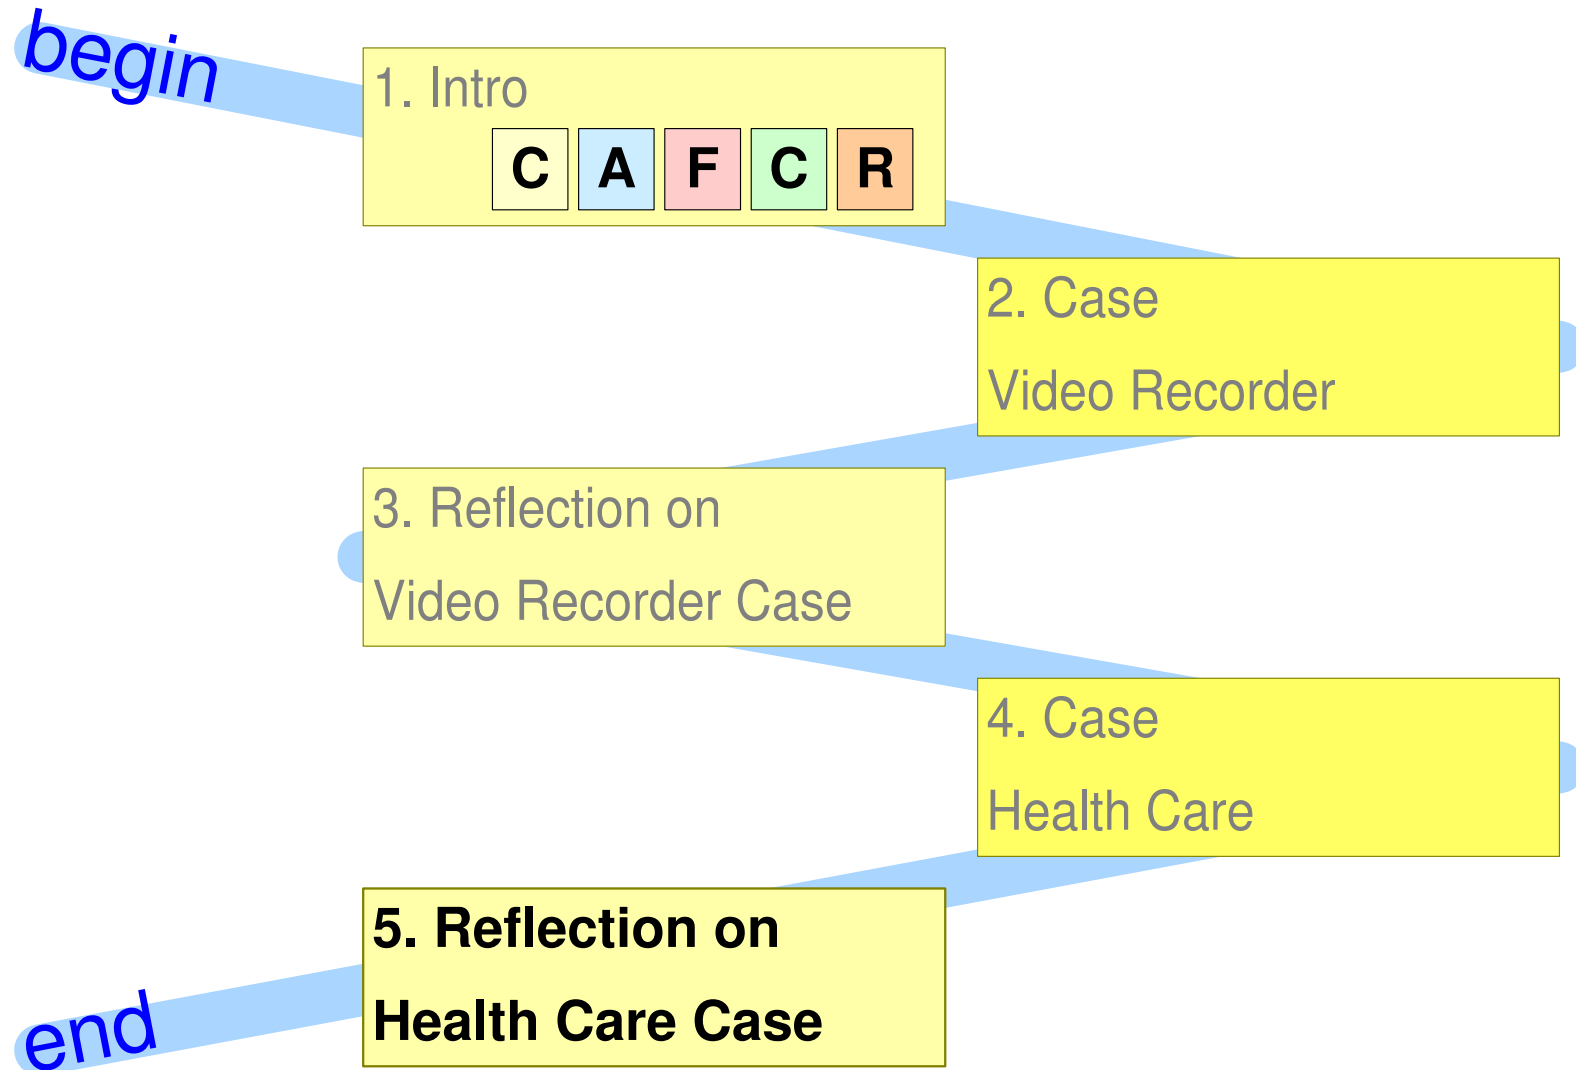 begin
1. Intro
C A F C R
2. Case
Video Recorder
3. Reflection on
Video Recorder Case
4. Case
Health Care
5. Reflection on
Health Care Case
end